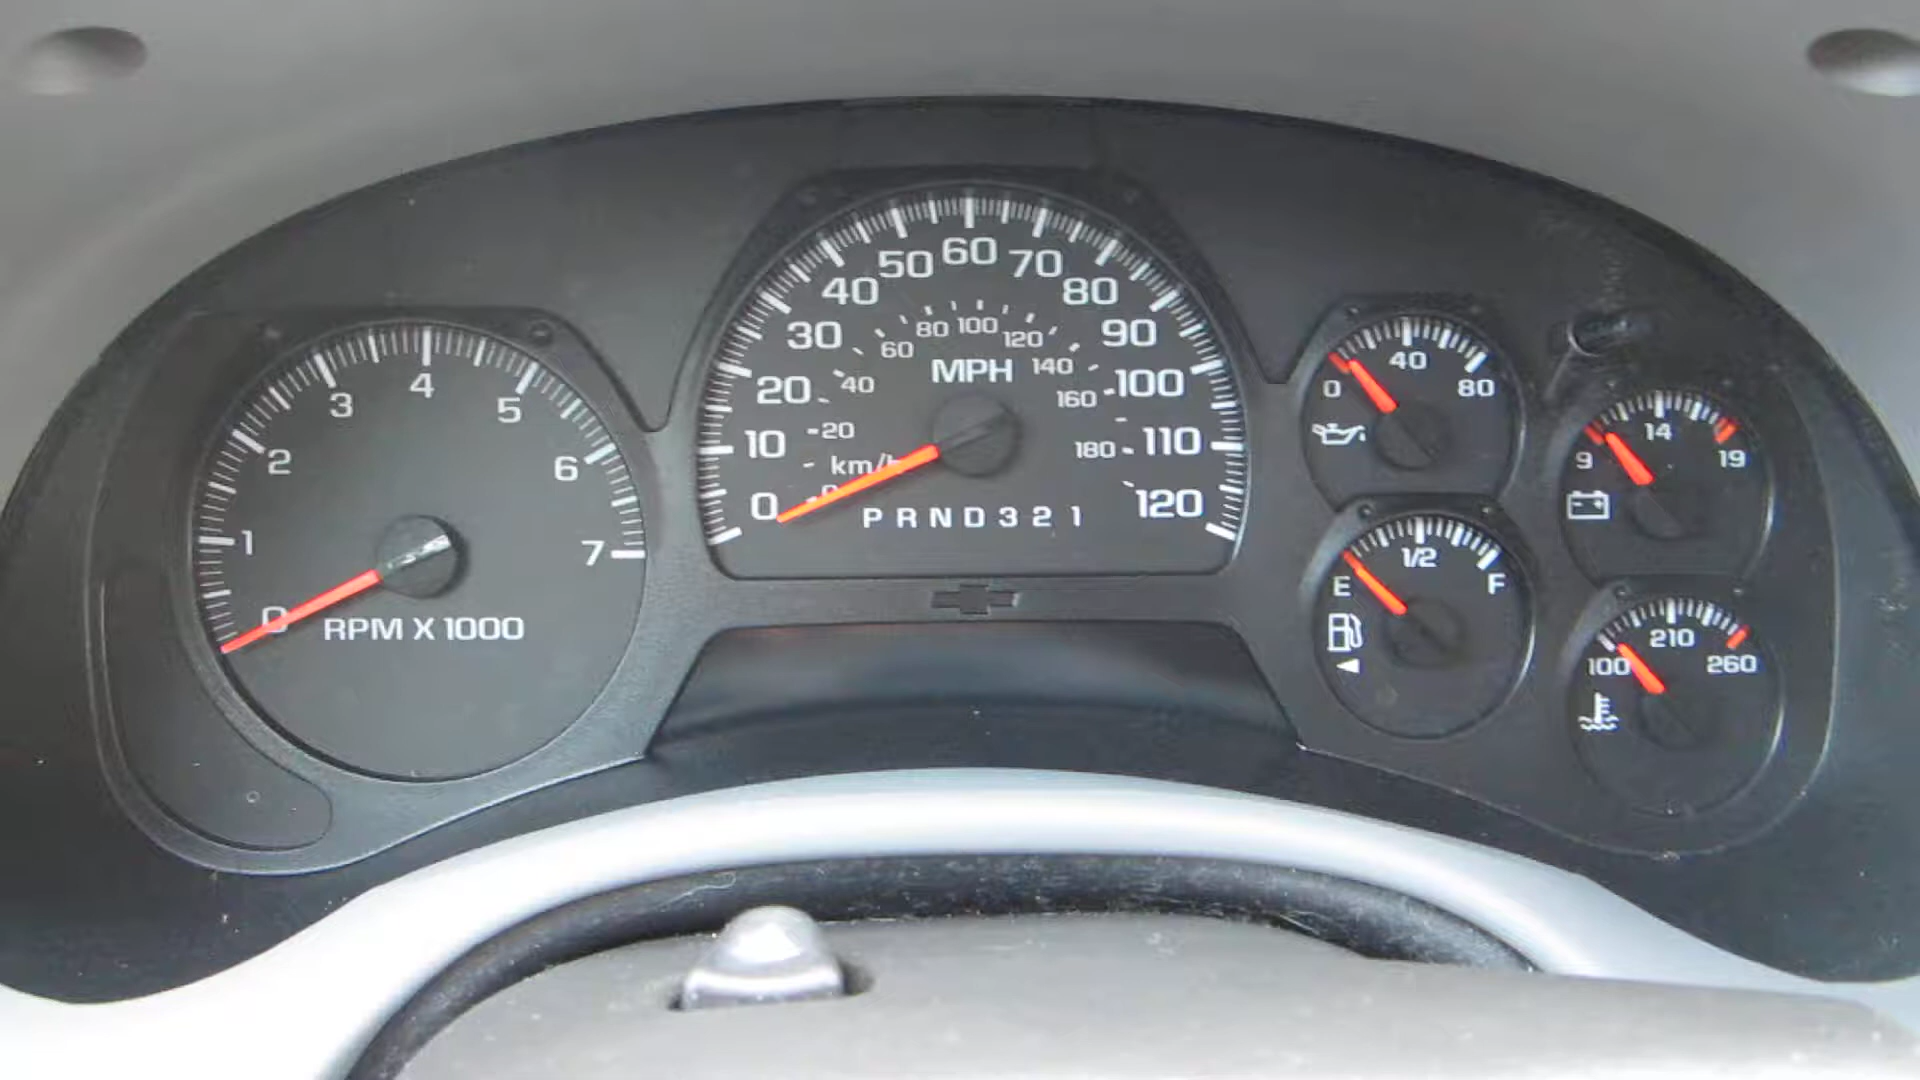 0 1 2 3 4 5 6 7
RPM X 1000
0 10 20 30 40 50 60 70 80 90 100 110 120
MPH
0 20 40 60 80 100 120 140 160 180
km/h
PRND321
0 40 80
9 14 19
E 1/2 F
100 210 260